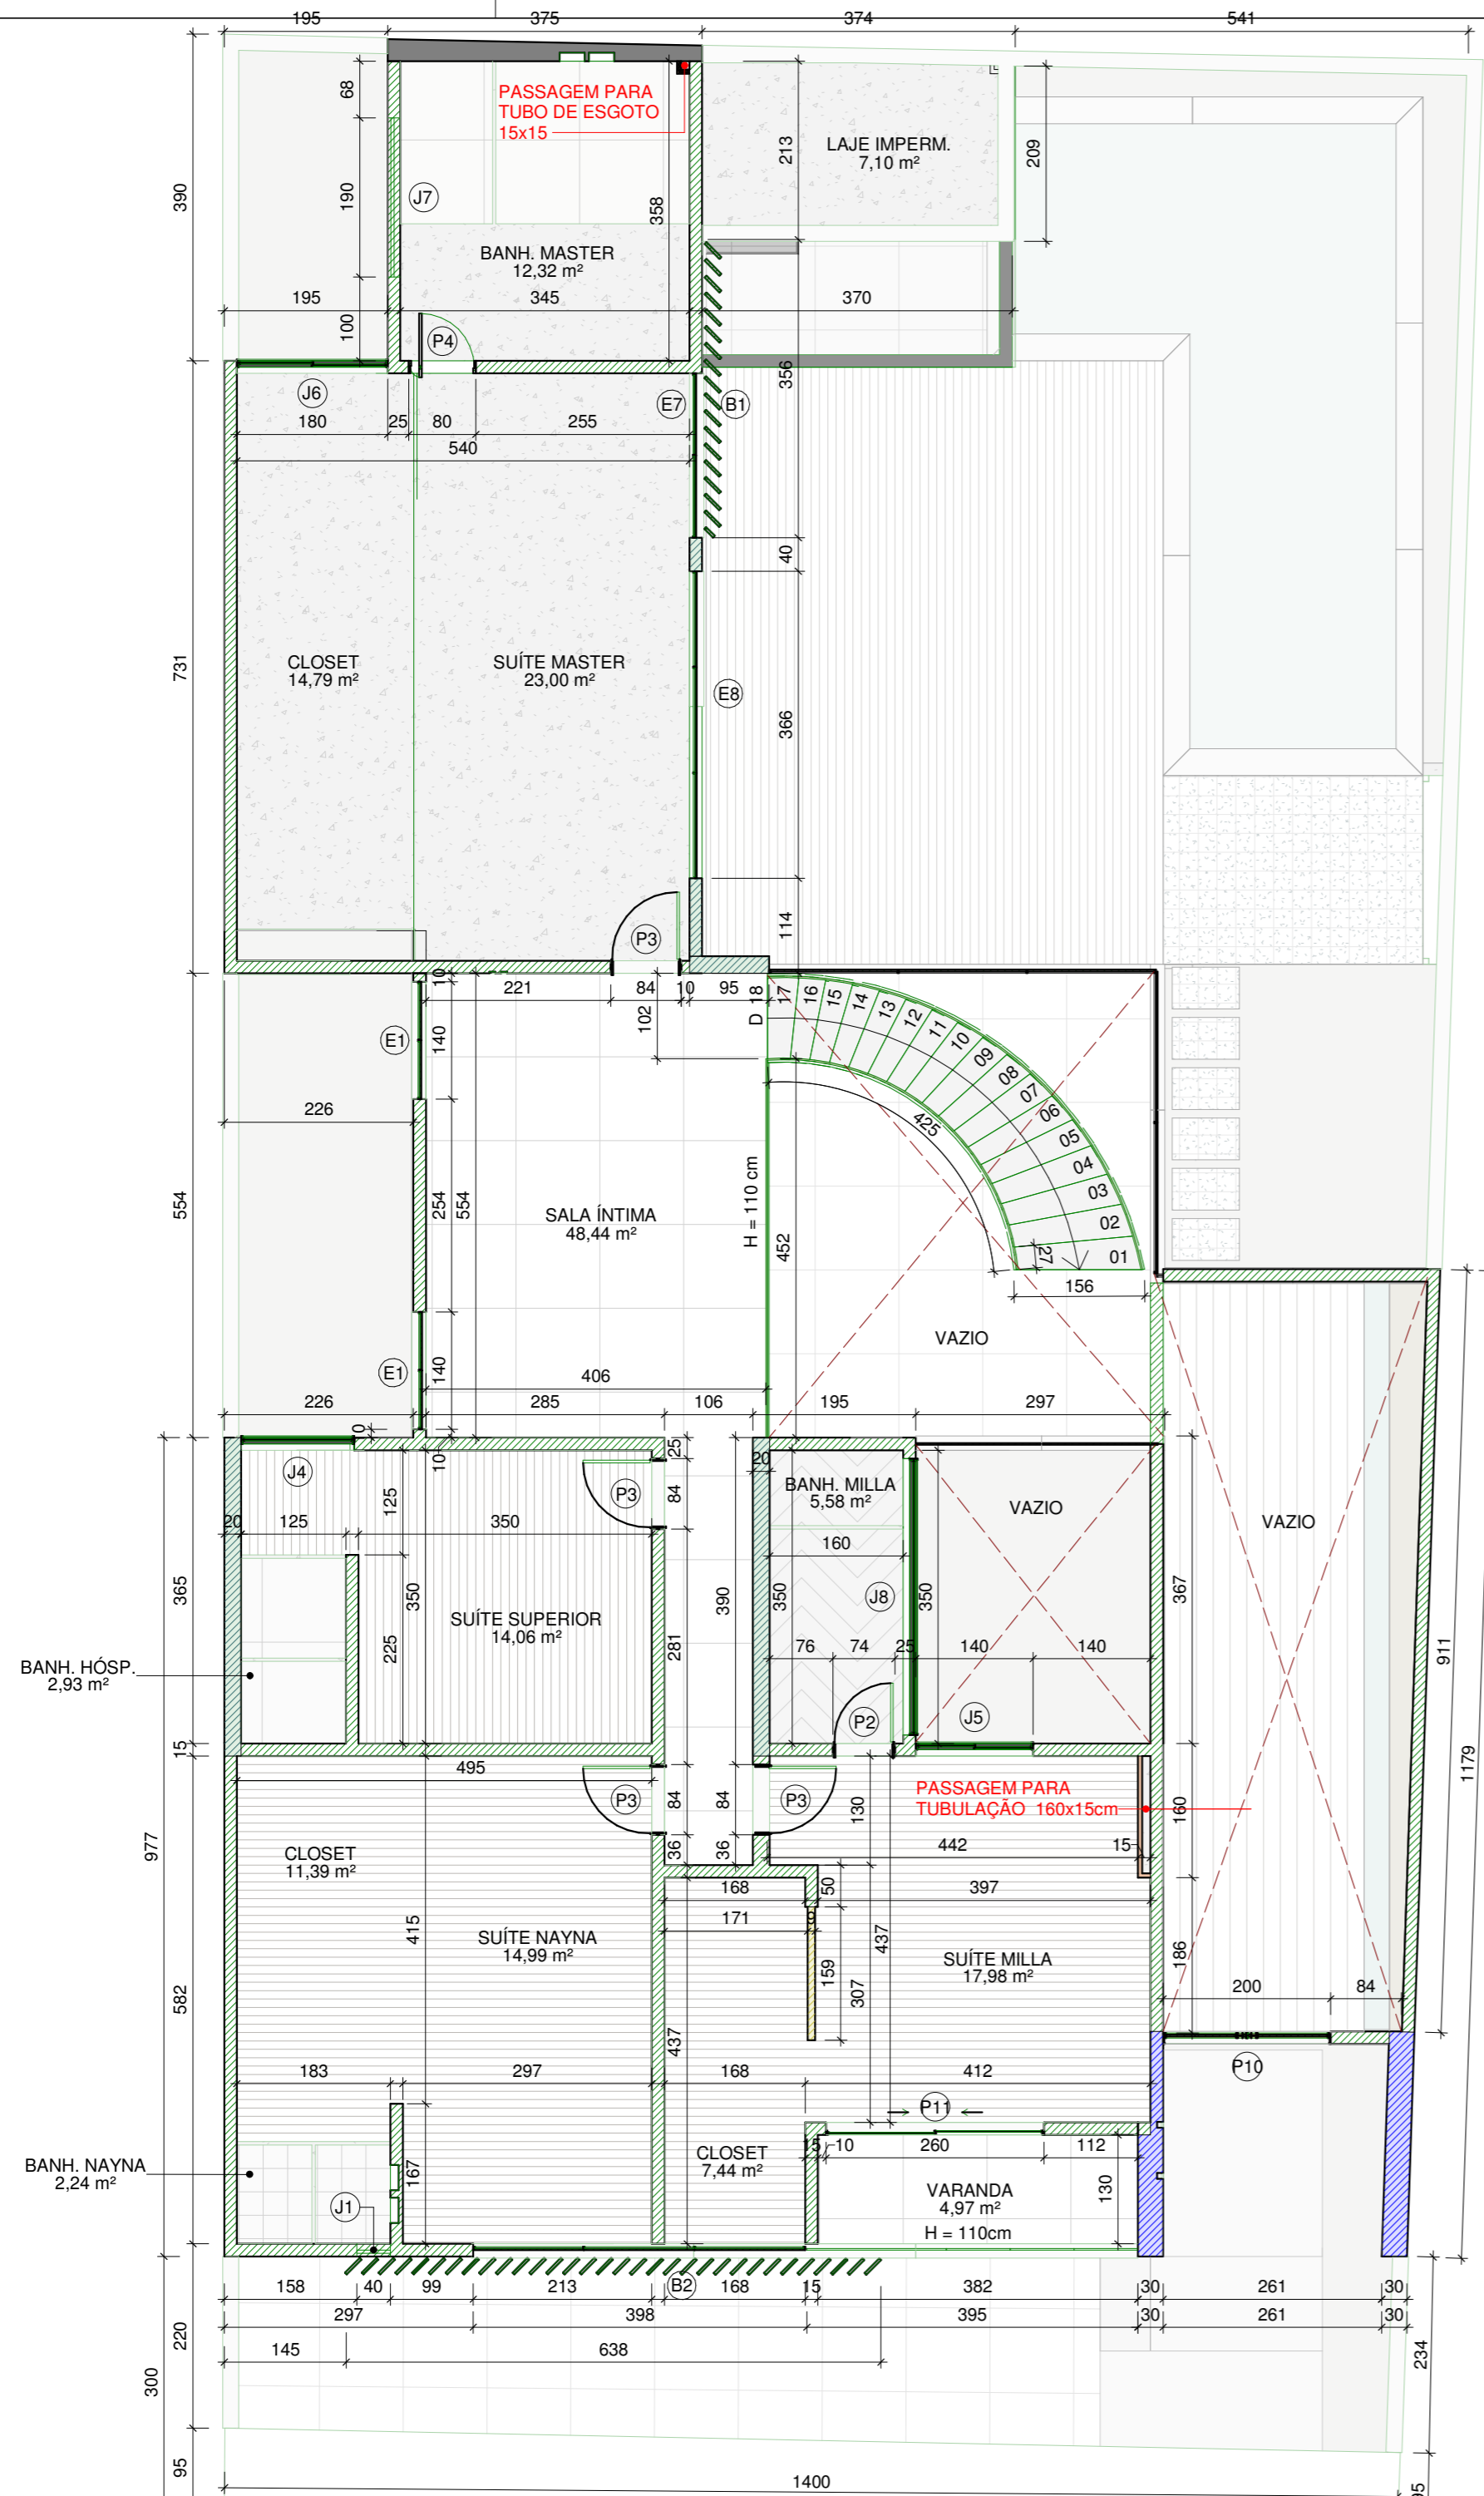 195
375
374
541
68
PASSAGEM PARA
TUBO DE ESGOTO
15x15
213
LAJE IMPERM.
7,10 m²
209
390
190
J7
358
BANH. MASTER
12,32 m²
195
345
370
100
P4
356
J6
E7
B1
180
25
80
255
540
40
731
CLOSET
14,79 m²
SUÍTE MASTER
23,00 m²
E8
366
114
P3
10
221
84
10
95
102
D 18
17
16
15
14
13
12
11
10
09
08
07
06
05
04
03
02
01
E1
140
226
425
254
554
554
SALA ÍNTIMA
48,44 m²
H = 110 cm
452
27
156
VAZIO
E1
140
406
226
285
106
195
297
10
10
25
J4
20
BANH. MILLA
5,58 m²
VAZIO
VAZIO
P3
84
125
20
125
350
160
365
350
390
350
J8
350
367
SUÍTE SUPERIOR
14,06 m²
225
281
76
74
25
140
140
911
BANH. HÓSP.
2,93 m²
P2
J5
15
495
P3
84
84
P3
130
PASSAGEM PARA
TUBULAÇÃO 160x15cm
160
1179
977
CLOSET
11,39 m²
36
36
442
15
168
50
397
171
415
SUÍTE NAYNA
14,99 m²
437
SUÍTE MILLA
17,98 m²
186
159
307
582
437
200
84
183
297
168
412
P10
P11
15
10
260
112
BANH. NAYNA
2,24 m²
167
CLOSET
7,44 m²
VARANDA
4,97 m²
130
J1
H = 110cm
158
40
99
213
B2
168
15
382
30
261
30
297
398
395
30
261
30
220
145
638
234
300
95
1400
95